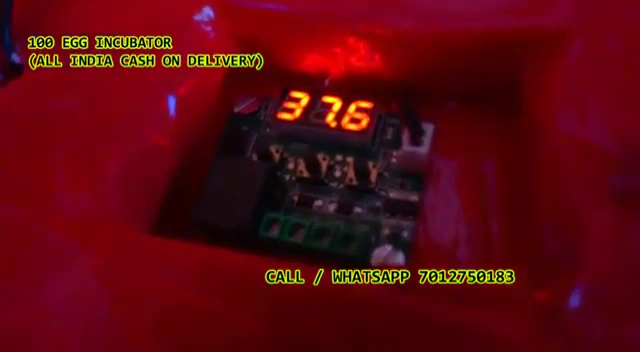 100 EGG INCUBATOR
(ALL INDIA CASH ON DELIVERY)
37.6
CALL / WHATSAPP 7012750183